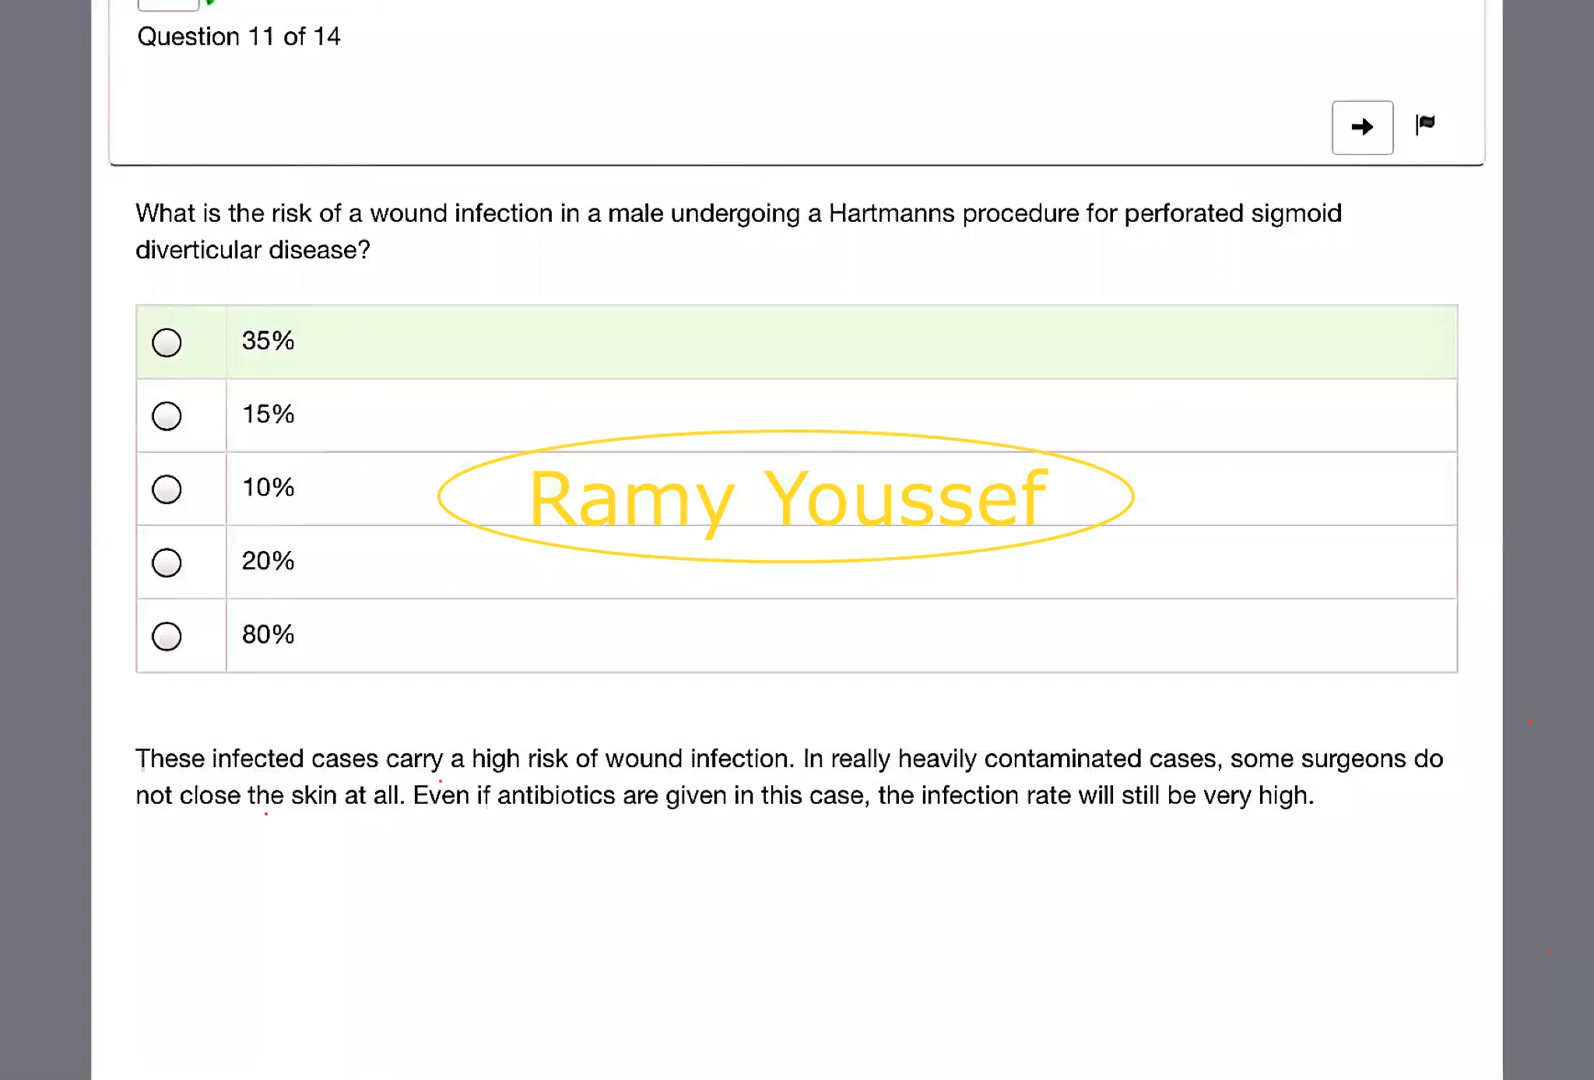 Question 11 of 14
What is the risk of a wound infection in a male undergoing a Hartmanns procedure for perforated sigmoid
diverticular disease?
35%
15%
10%
Ramy Youssef
20%
80%
These infected cases carry a high risk of wound infection. In really heavily contaminated cases, some surgeons do
not close the skin at all. Even if antibiotics are given in this case, the infection rate will still be very high.